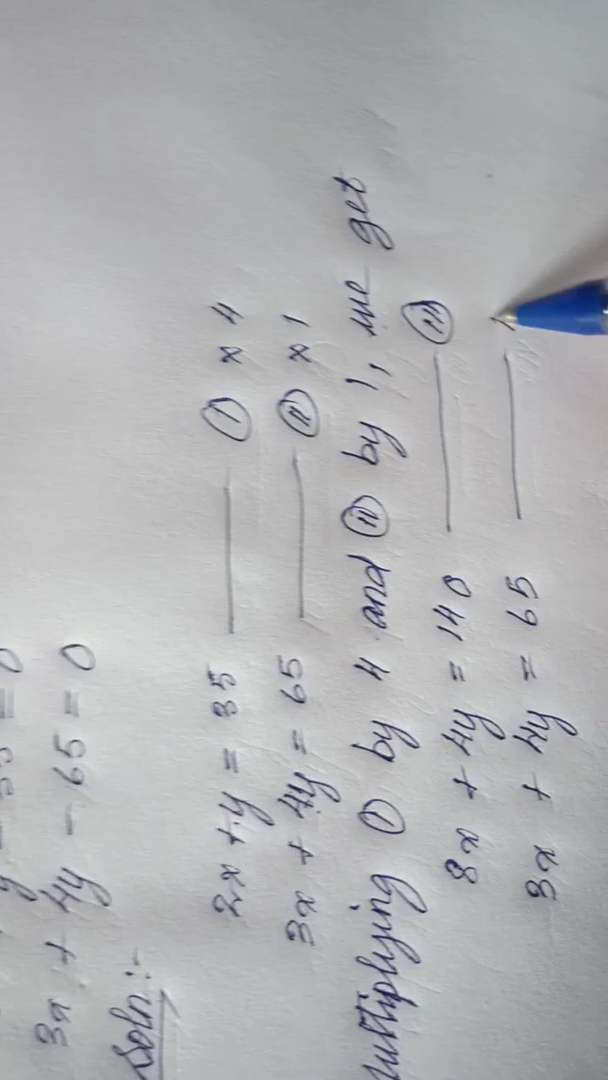 3x + 4y - 65 = 0
Soln :-
2x + y = 35 ——— (i) x 4
3x + 4y = 65 ——— (ii) x 1
Multiplying (i) by 4 and (ii) by 1, we get
8x + 4y = 140 ——— (iii)
3x + 4y = 65 ———